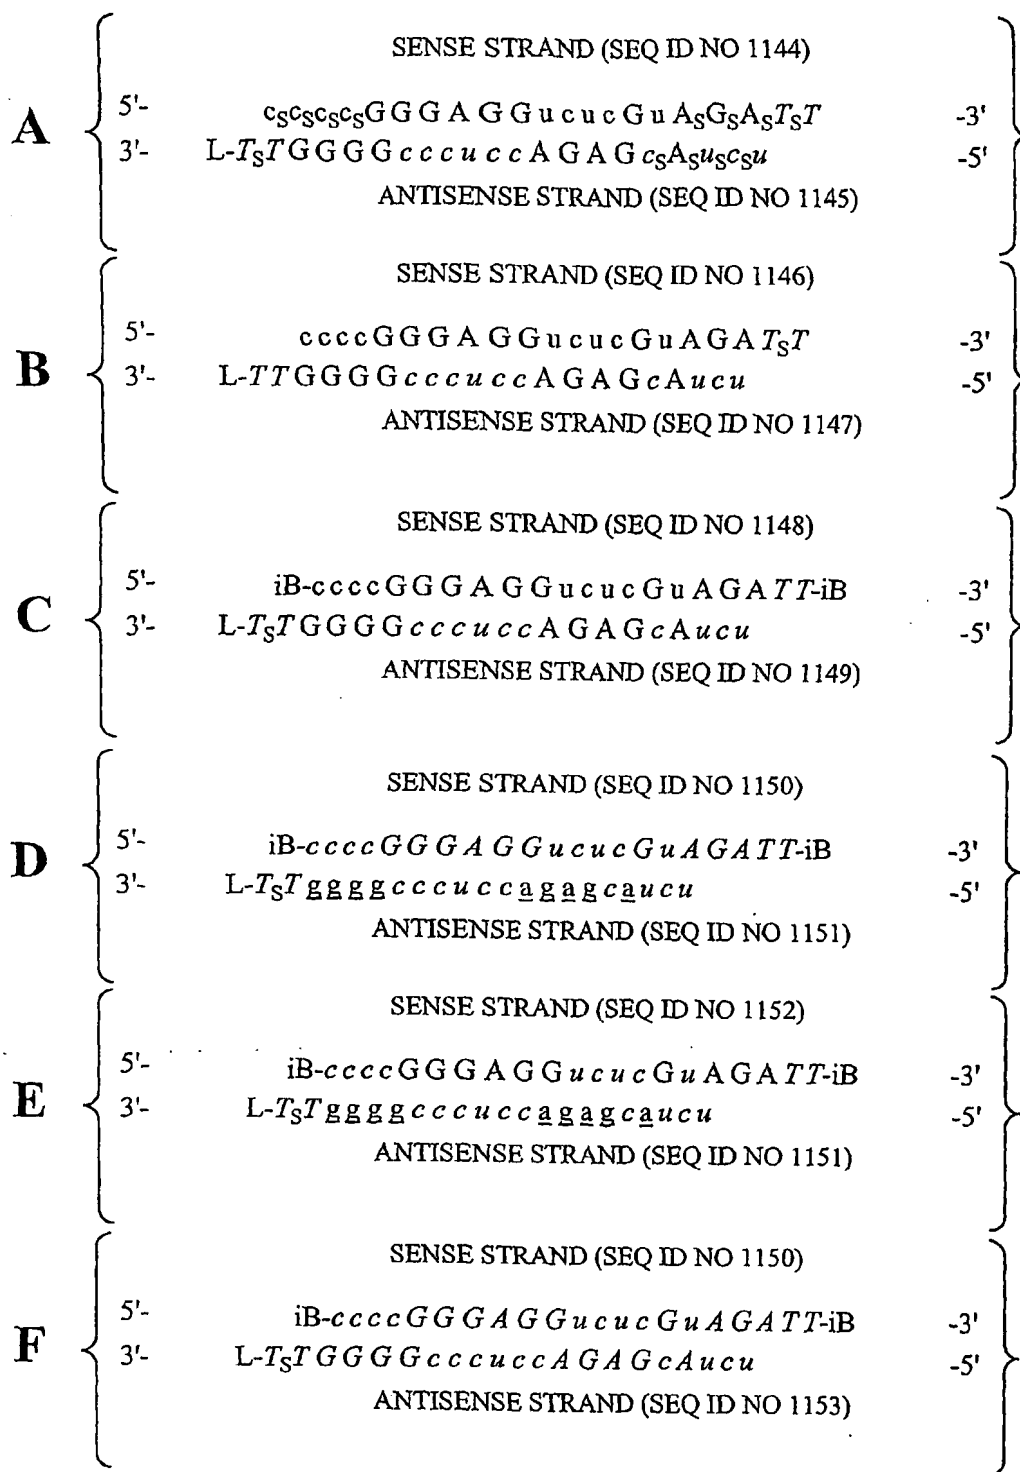 SENSE STRAND (SEQ ID NO 1144)
A
5'- cScScScSGGGAGGucucGuASGSASTST -3'
3'- L-TSTGGGGcccuccAGAGcSASuScSu -5'
ANTISENSE STRAND (SEQ ID NO 1145)
SENSE STRAND (SEQ ID NO 1146)
B
5'- ccccGGGAGGucucGuAGATST -3'
3'- L-TTGGGGcccuccAGAGcAucu -5'
ANTISENSE STRAND (SEQ ID NO 1147)
SENSE STRAND (SEQ ID NO 1148)
C
5'- iB-ccccGGGAGGucucGuAGATT-iB -3'
3'- L-TSTGGGGcccuccAGAGcAucu -5'
ANTISENSE STRAND (SEQ ID NO 1149)
SENSE STRAND (SEQ ID NO 1150)
D
5'- iB-ccccGGGAGGucucGuAGATT-iB -3'
3'- L-TSTggggcccuccagagcaucu -5'
ANTISENSE STRAND (SEQ ID NO 1151)
SENSE STRAND (SEQ ID NO 1152)
E
5'- iB-ccccGGGAGGucucGuAGATT-iB -3'
3'- L-TSTggggcccuccagagcaucu -5'
ANTISENSE STRAND (SEQ ID NO 1151)
SENSE STRAND (SEQ ID NO 1150)
F
5'- iB-ccccGGGAGGucucGuAGATT-iB -3'
3'- L-TSTGGGGcccuccAGAGcAucu -5'
ANTISENSE STRAND (SEQ ID NO 1153)